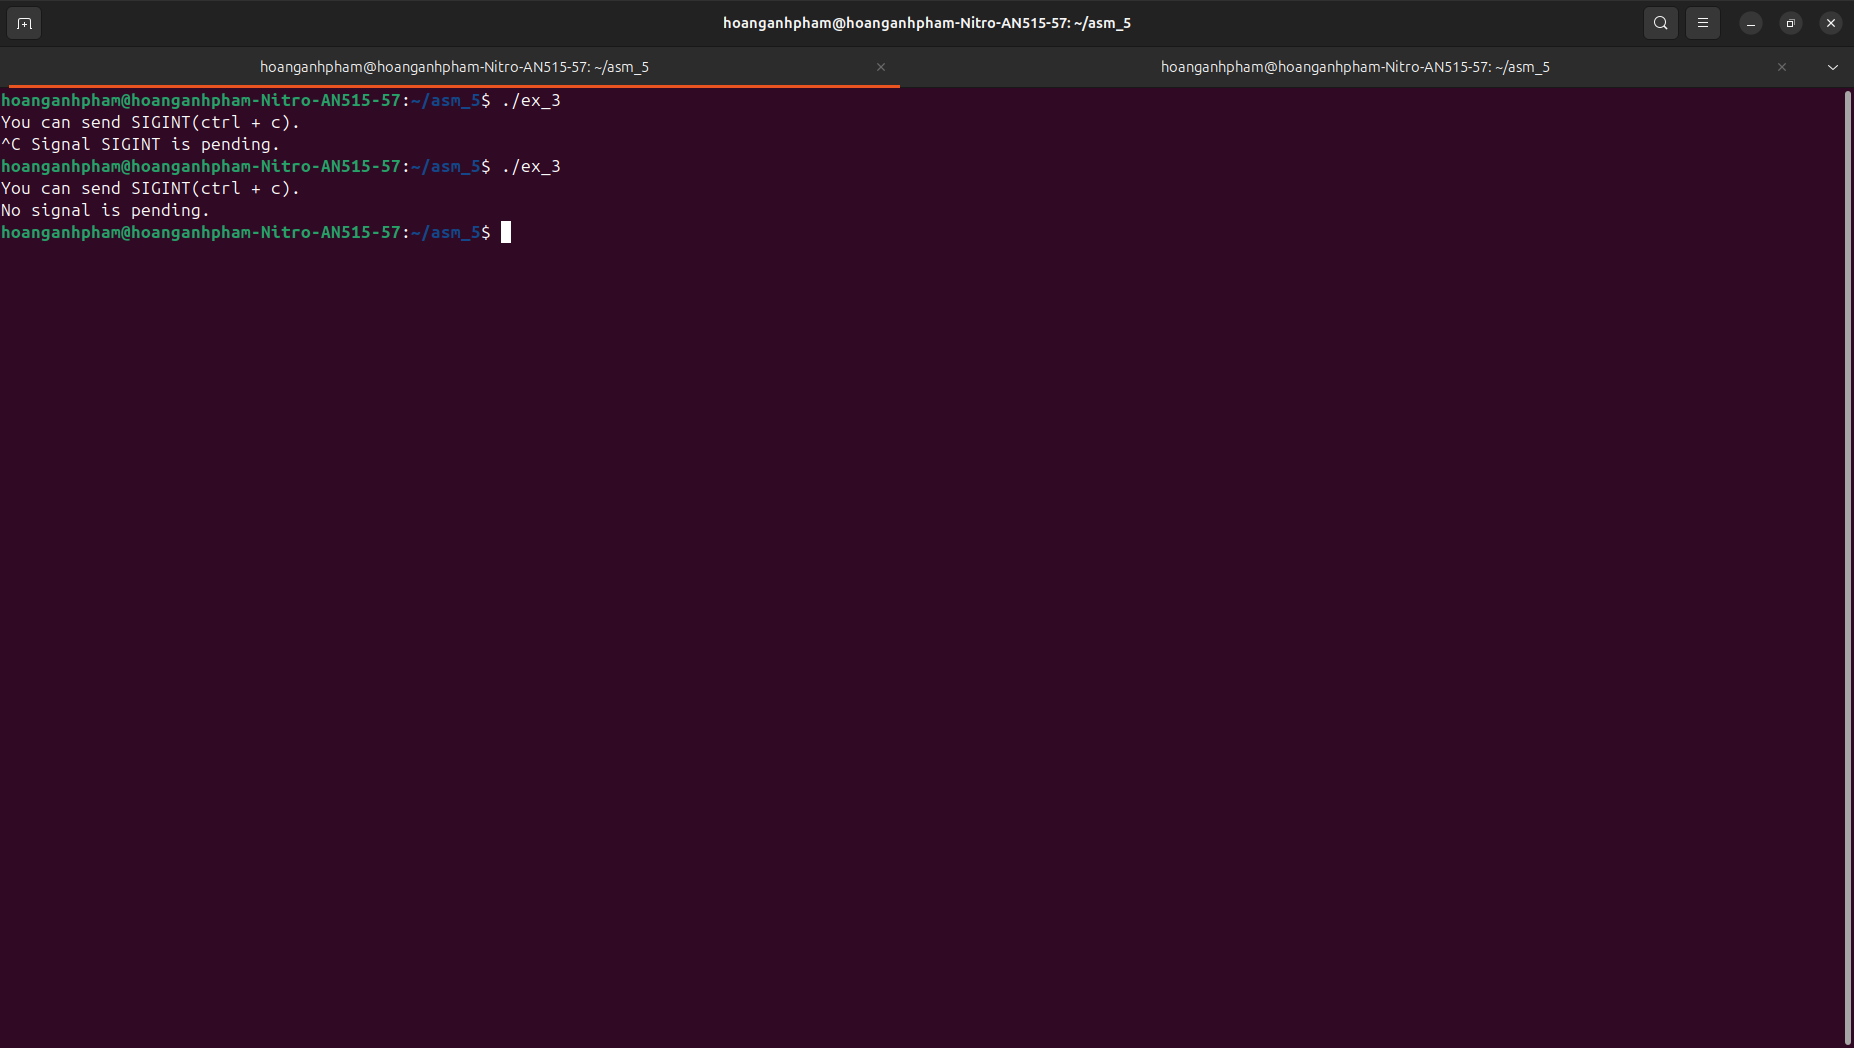 hoanganhpham@hoanganhpham-Nitro-AN515-57: ~/asm_5
hoanganhpham@hoanganhpham-Nitro-AN515-57: ~/asm_5
hoanganhpham@hoanganhpham-Nitro-AN515-57: ~/asm_5
hoanganhpham@hoanganhpham-Nitro-AN515-57:~/asm_5$ ./ex_3
You can send SIGINT(ctrl + c).
^C Signal SIGINT is pending.
hoanganhpham@hoanganhpham-Nitro-AN515-57:~/asm_5$ ./ex_3
You can send SIGINT(ctrl + c).
No signal is pending.
hoanganhpham@hoanganhpham-Nitro-AN515-57:~/asm_5$